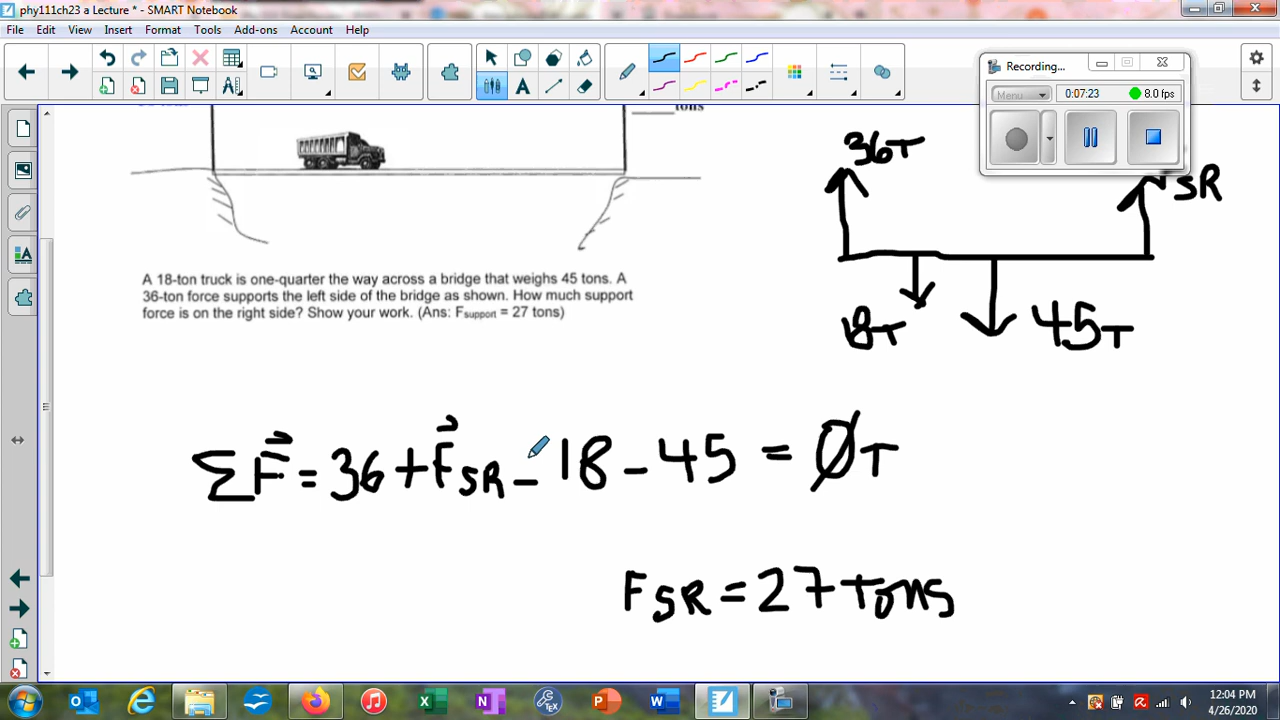 phy111ch23 a Lecture * - SMART Notebook
File Edit View Insert Format Tools Add-ons Account Help
Recording...
Menu 0:07:23 8.0 fps
tons
36T
SR
18T
45T
A 18-ton truck is one-quarter the way across a bridge that weighs 45 tons. A
36-ton force supports the left side of the bridge as shown. How much support
force is on the right side? Show your work. (Ans: Fsupport = 27 tons)
ΣF = 36 + FSR - 18 - 45 = ØT
FSR = 27 Tons
12:04 PM
4/26/2020